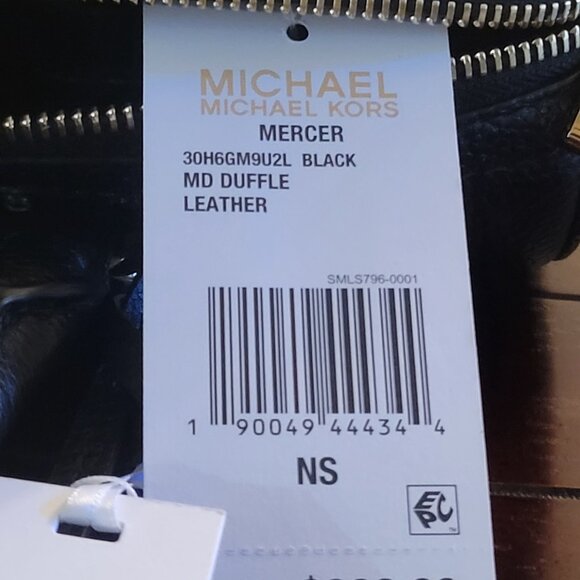 MICHAEL
MICHAEL KORS
MERCER
30H6GM9U2L BLACK
MD DUFFLE
LEATHER
SMLS796-0001
1 90049 44434 4
NS
EPC